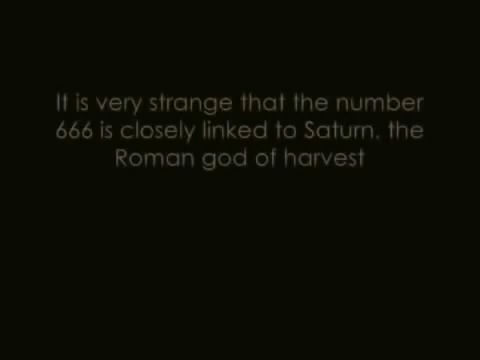 It is very strange that the number
666 is closely linked to Saturn, the
Roman god of harvest